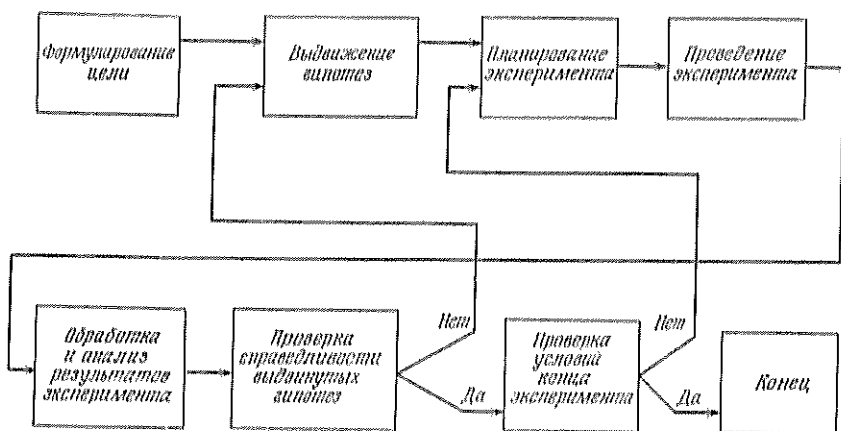 Формулирование
цели
Выдвижение
гипотез
Планирование
эксперимента
Проведение
эксперимента
Обработка
и анализ
результатов
эксперимента
Проверка
справедливости
выдвинутых
гипотез
Нет
Да
Проверка
условий
конца
эксперимента
Нет
Да
Конец